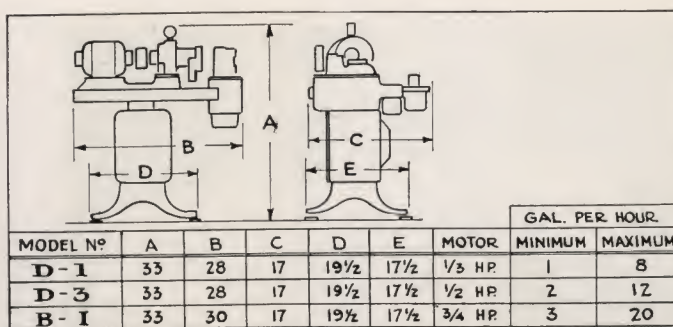 A
B
C
D
E
GAL. PER HOUR
MODEL Nº A B C D E MOTOR MINIMUM MAXIMUM
D-1 33 28 17 19½ 17½ 1/3 HP. 1 8
D-3 33 28 17 19½ 17½ 1/2 HP. 2 12
B-1 33 30 17 19½ 17½ 3/4 HP. 3 20